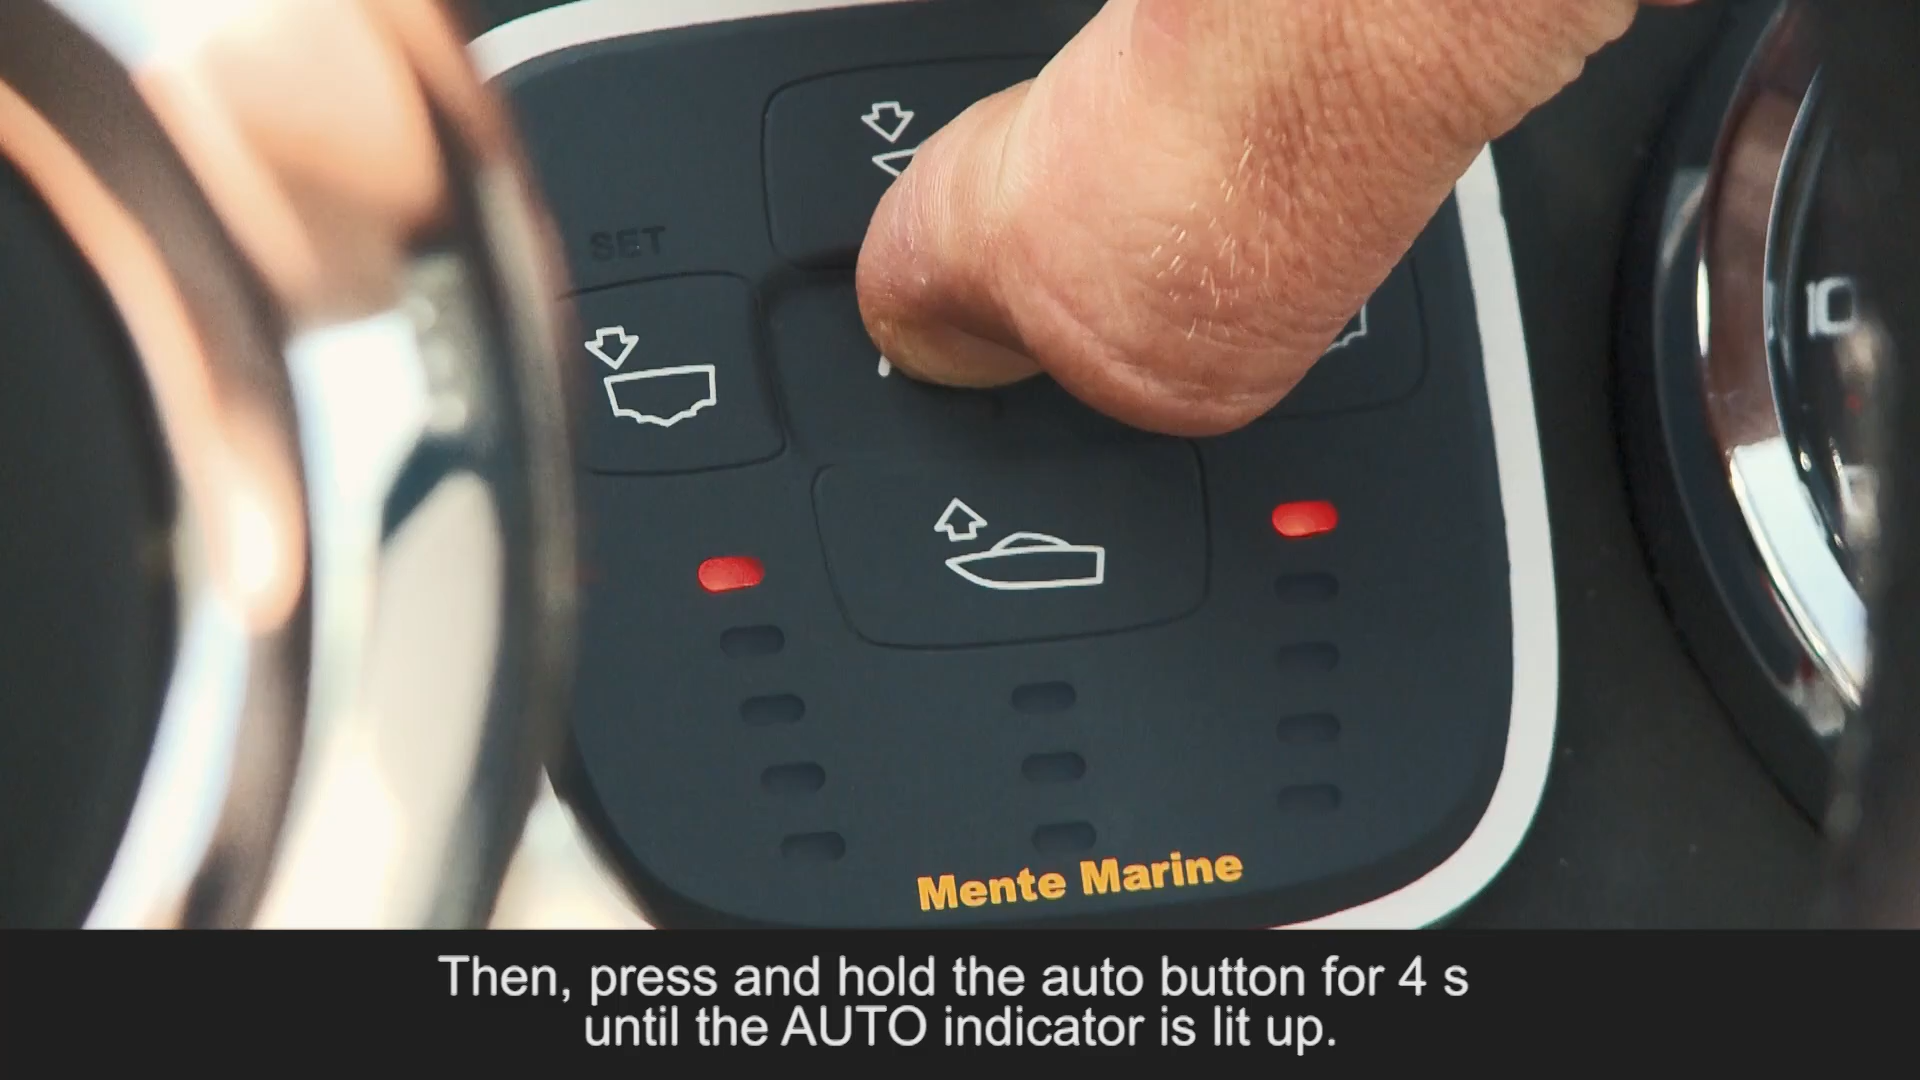 SET
10
Mente Marine
Then, press and hold the auto button for 4 s
until the AUTO indicator is lit up.